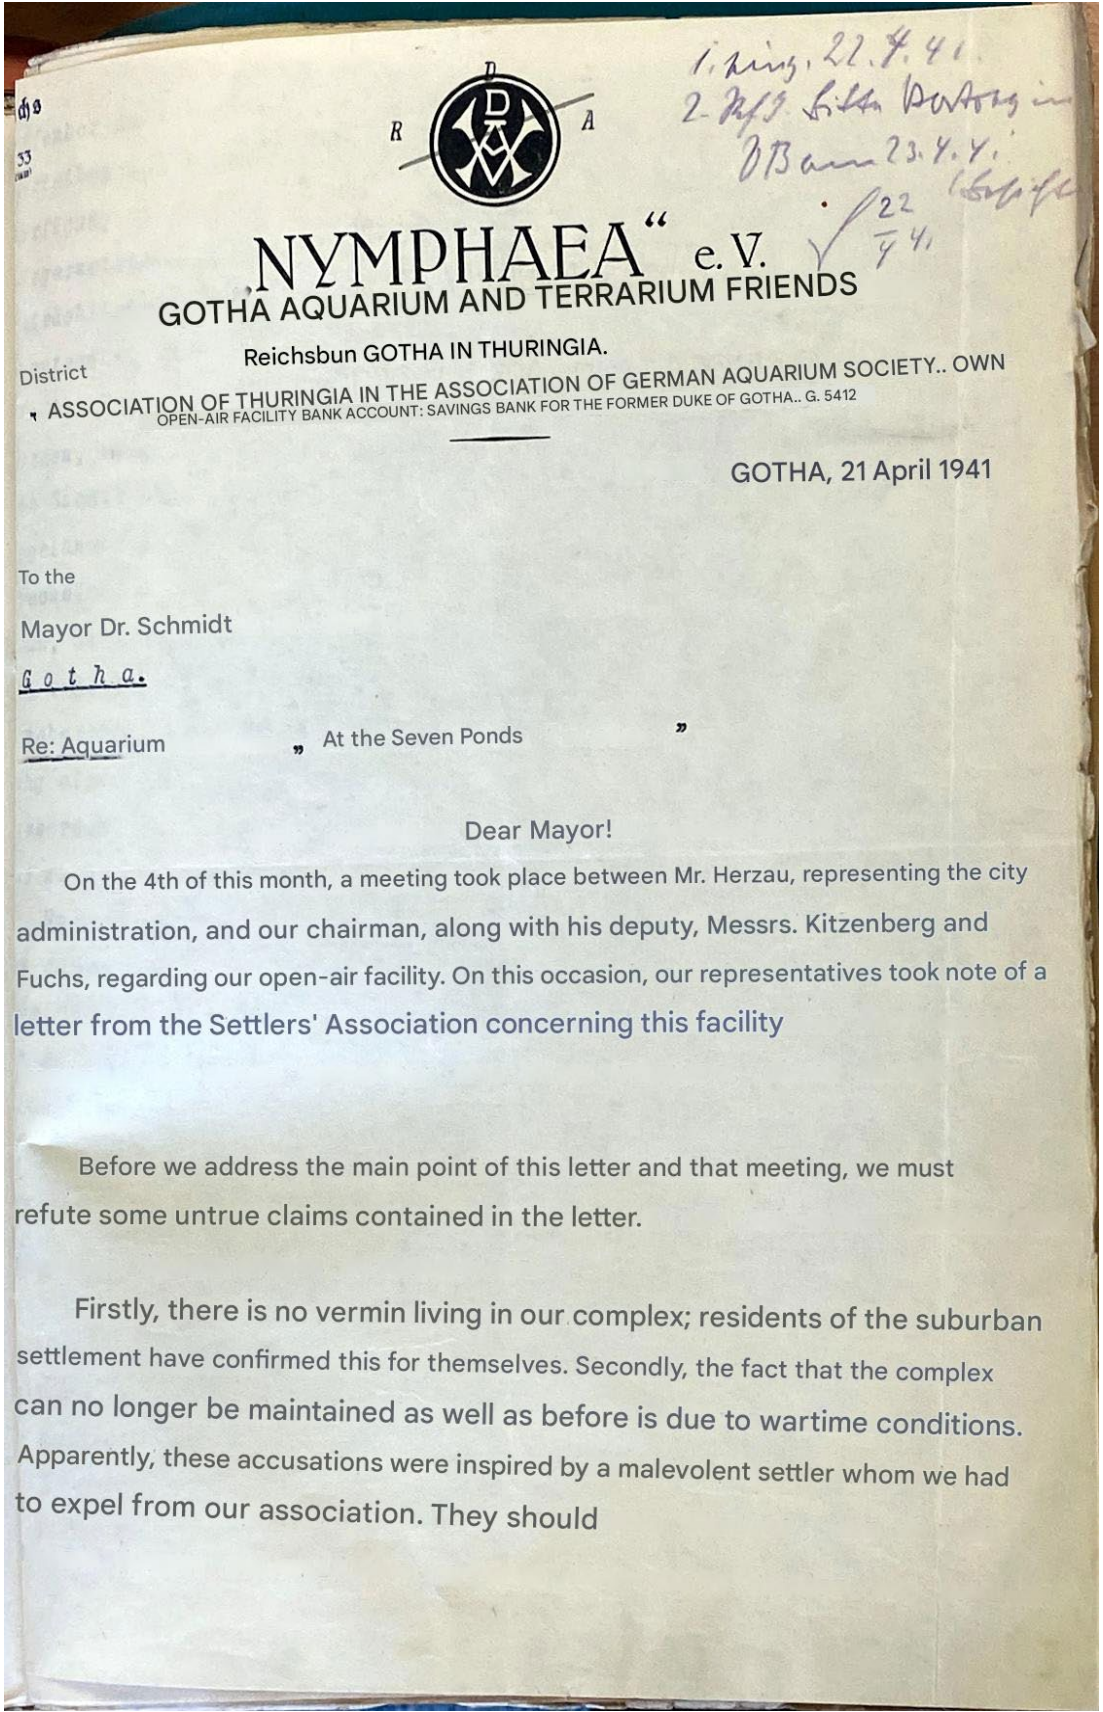 22.4.41.
D
R A
DA
22
4 41
„NYMPHAEA“ e.V.
GOTHA AQUARIUM AND TERRARIUM FRIENDS
Reichsbun GOTHA IN THURINGIA.
District
ASSOCIATION OF THURINGIA IN THE ASSOCIATION OF GERMAN AQUARIUM SOCIETY.. OWN
OPEN-AIR FACILITY BANK ACCOUNT: SAVINGS BANK FOR THE FORMER DUKE OF GOTHA.. G. 5412
GOTHA, 21 April 1941
To the
Mayor Dr. Schmidt
Gotha.
Re: Aquarium „ At the Seven Ponds ”
Dear Mayor!
On the 4th of this month, a meeting took place between Mr. Herzau, representing the city
administration, and our chairman, along with his deputy, Messrs. Kitzenberg and
Fuchs, regarding our open-air facility. On this occasion, our representatives took note of a
letter from the Settlers' Association concerning this facility
Before we address the main point of this letter and that meeting, we must
refute some untrue claims contained in the letter.
Firstly, there is no vermin living in our complex; residents of the suburban
settlement have confirmed this for themselves. Secondly, the fact that the complex
can no longer be maintained as well as before is due to wartime conditions.
Apparently, these accusations were inspired by a malevolent settler whom we had
to expel from our association. They should